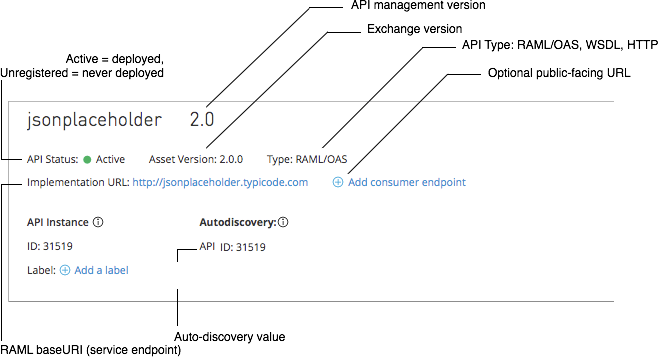 API management version
Exchange version
Active = deployed,
Unregistered = never deployed
API Type: RAML/OAS, WSDL, HTTP
Optional public-facing URL
jsonplaceholder 2.0
API Status: Active Asset Version: 2.0.0 Type: RAML/OAS
Implementation URL: http://jsonplaceholder.typicode.com Add consumer endpoint
API Instance Autodiscovery:
ID: 31519 API ID: 31519
Label: Add a label
Auto-discovery value
RAML baseURI (service endpoint)